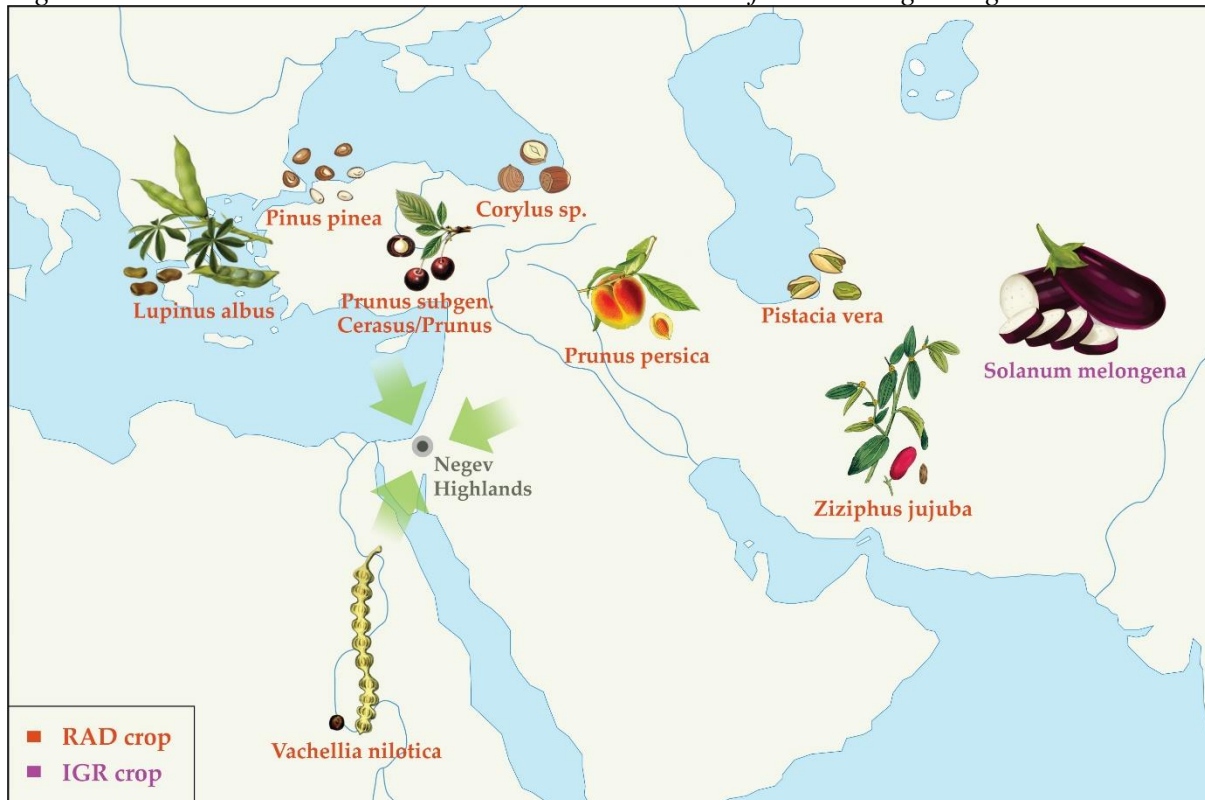 Pinus pinea
Corylus sp.
Lupinus albus
Prunus subgen.
Cerasus/Prunus
Prunus persica
Pistacia vera
Solanum melongena
Negev
Highlands
Ziziphus jujuba
Vachellia nilotica
RAD crop
IGR crop